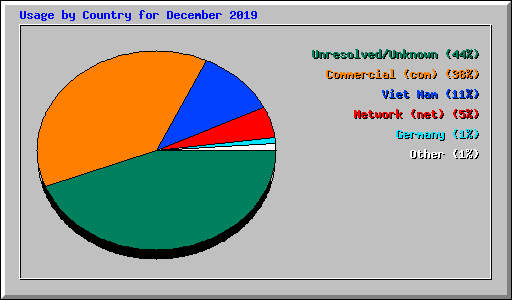 Usage by Country for December 2019
Unresolved/Unknown (44%)
Commercial (com) (38%)
Viet Nam (11%)
Network (net) (5%)
Germany (1%)
Other (1%)